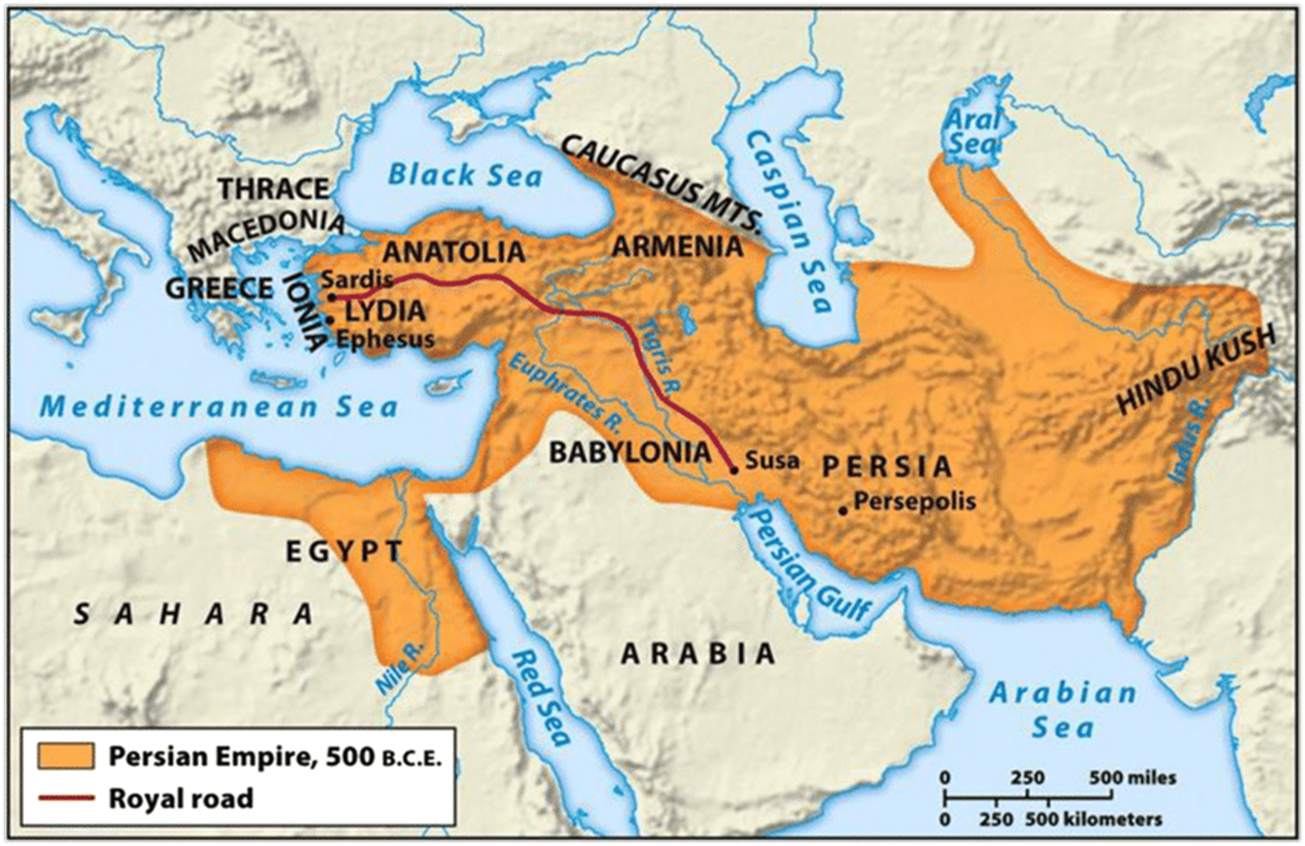 Aral
Sea
Black Sea
CAUCASUS MTS.
Caspian Sea
THRACE
MACEDONIA
ANATOLIA
ARMENIA
GREECE
IONIA
Sardis
LYDIA
Ephesus
Tigris R.
Euphrates R.
HINDU KUSH
Indus R.
Mediterranean Sea
BABYLONIA
Susa
PERSIA
Persepolis
Persian Gulf
EGYPT
SAHARA
Nile R.
Red Sea
ARABIA
Arabian
Sea
Persian Empire, 500 B.C.E.
Royal road
0 250 500 miles
0 250 500 kilometers